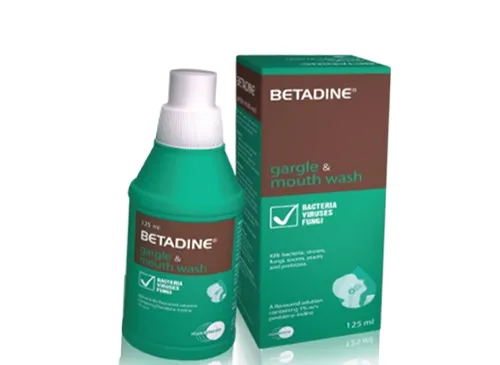 BETADINE®
gargle &
mouth wash
BACTERIA
VIRUSES
FUNGI
Kills bacteria, viruses,
fungi, spores, yeasts
and protozoa
A flavoured solution
containing 1% w/v
povidone-iodine
125 ml
125 ml
BETADINE®
gargle &
mouth wash
BACTERIA
VIRUSES
FUNGI